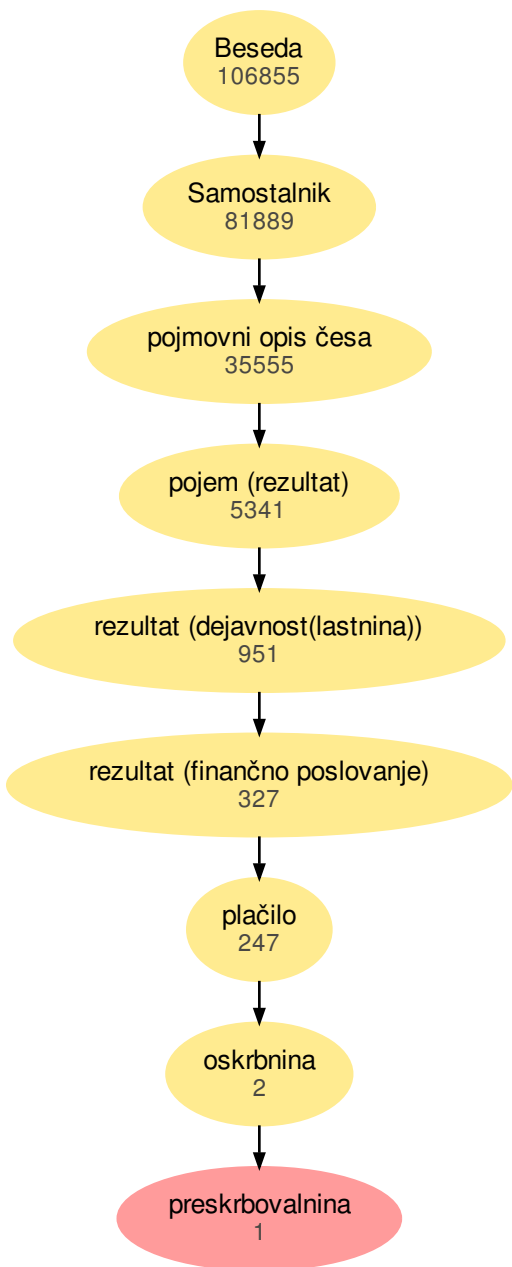 Beseda
106855
Samostalnik
81889
pojmovni opis česa
35555
pojem (rezultat)
5341
rezultat (dejavnost(lastnina))
951
rezultat (finančno poslovanje)
327
plačilo
247
oskrbnina
2
preskrbovalnina
1